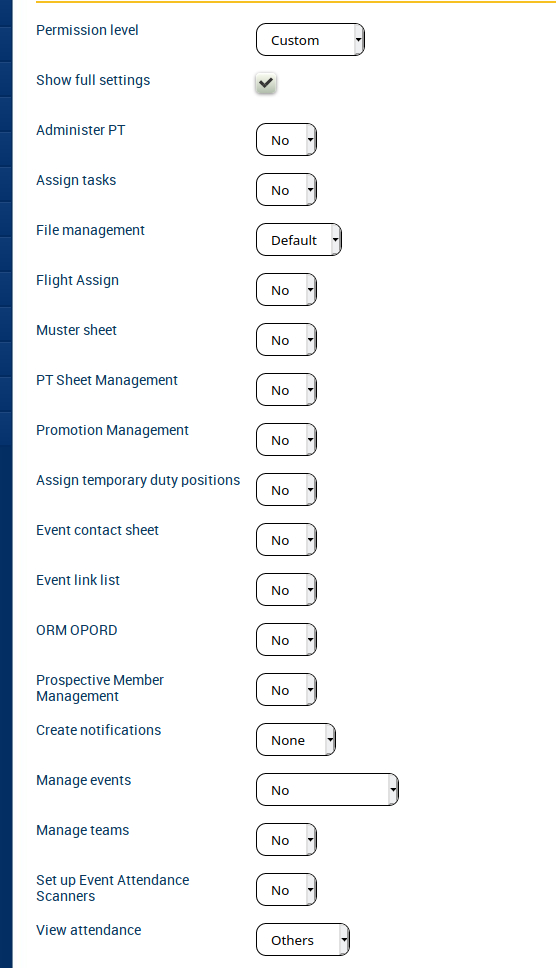 Permission level
Custom
Show full settings
Administer PT
No
Assign tasks
No
File management
Default
Flight Assign
No
Muster sheet
No
PT Sheet Management
No
Promotion Management
No
Assign temporary duty positions
No
Event contact sheet
No
Event link list
No
ORM OPORD
No
Prospective Member
Management
No
Create notifications
None
Manage events
No
Manage teams
No
Set up Event Attendance
Scanners
No
View attendance
Others